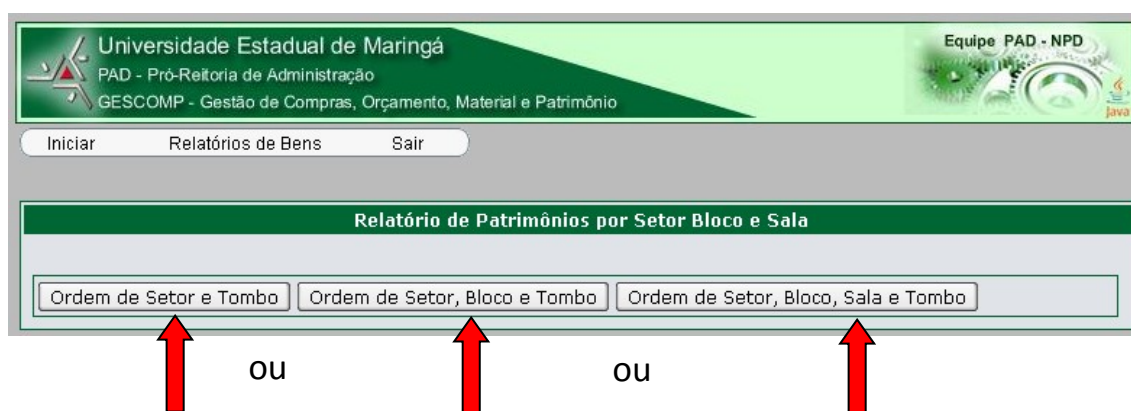 Universidade Estadual de Maringá
PAD - Pró-Reitoria de Administração
GESCOMP - Gestão de Compras, Orçamento, Material e Patrimônio
Equipe PAD - NPD
Java
Iniciar Relatórios de Bens Sair
Relatório de Patrimônios por Setor Bloco e Sala
Ordem de Setor e Tombo Ordem de Setor, Bloco e Tombo Ordem de Setor, Bloco, Sala e Tombo
ou ou